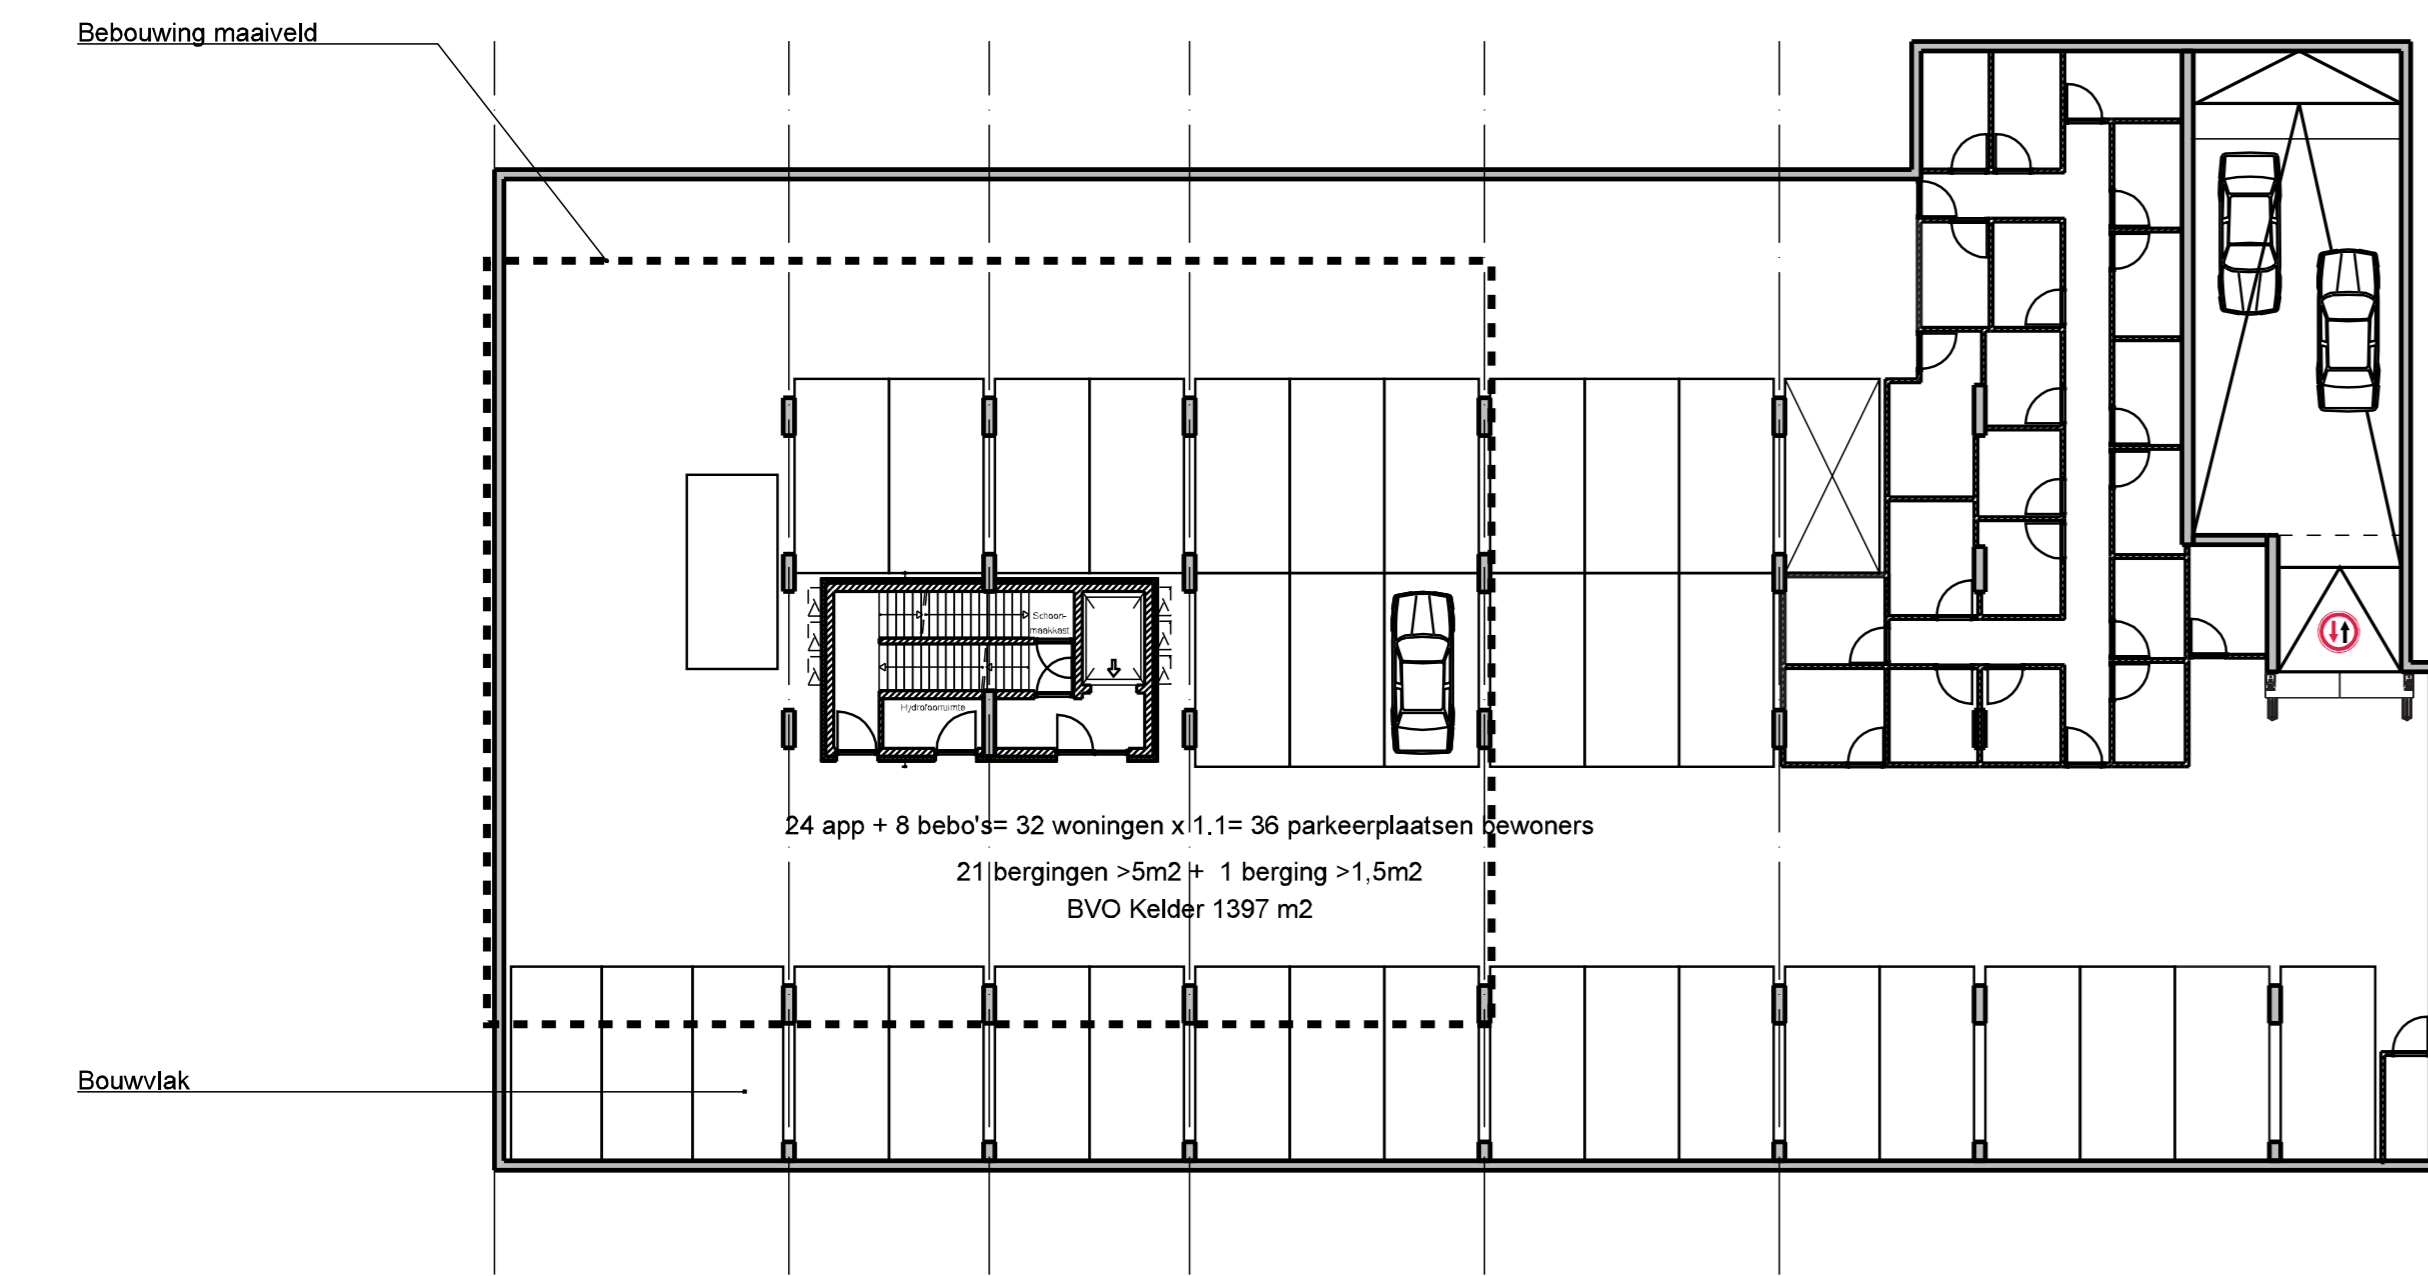 Bebouwing maaiveld
Schoon-
maakkast
Hydrofoorruimte
24 app + 8 bebo's= 32 woningen x 1.1= 36 parkeerplaatsen bewoners
21 bergingen >5m2 + 1 berging >1,5m2
BVO Kelder 1397 m2
Bouwvlak